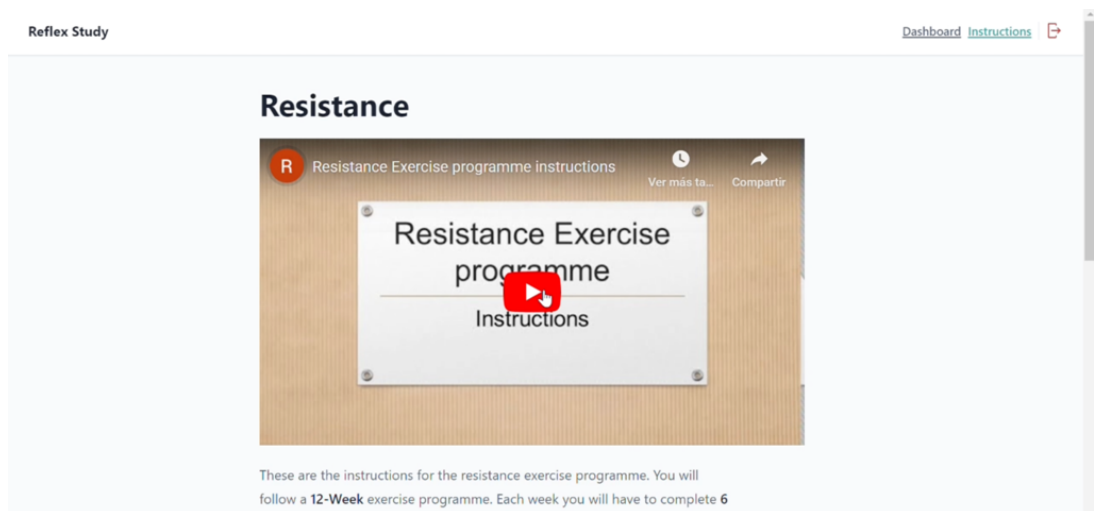 Reflex Study
Dashboard Instructions
Resistance
R Resistance Exercise programme instructions
Ver más ta... Compartir
Resistance Exercise
programme
Instructions
These are the instructions for the resistance exercise programme. You will
follow a 12-Week exercise programme. Each week you will have to complete 6